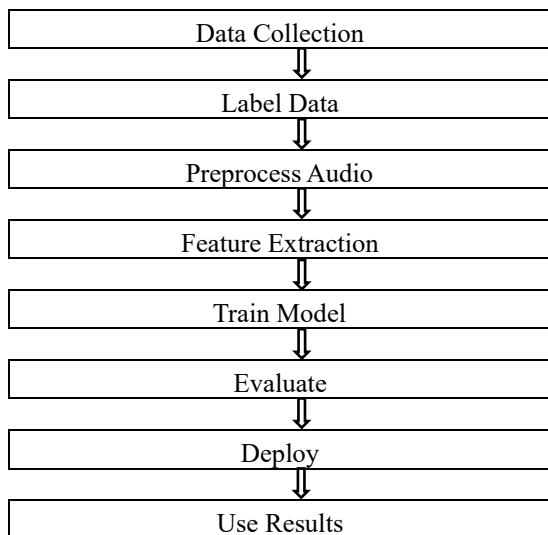 Data Collection
Label Data
Preprocess Audio
Feature Extraction
Train Model
Evaluate
Deploy
Use Results